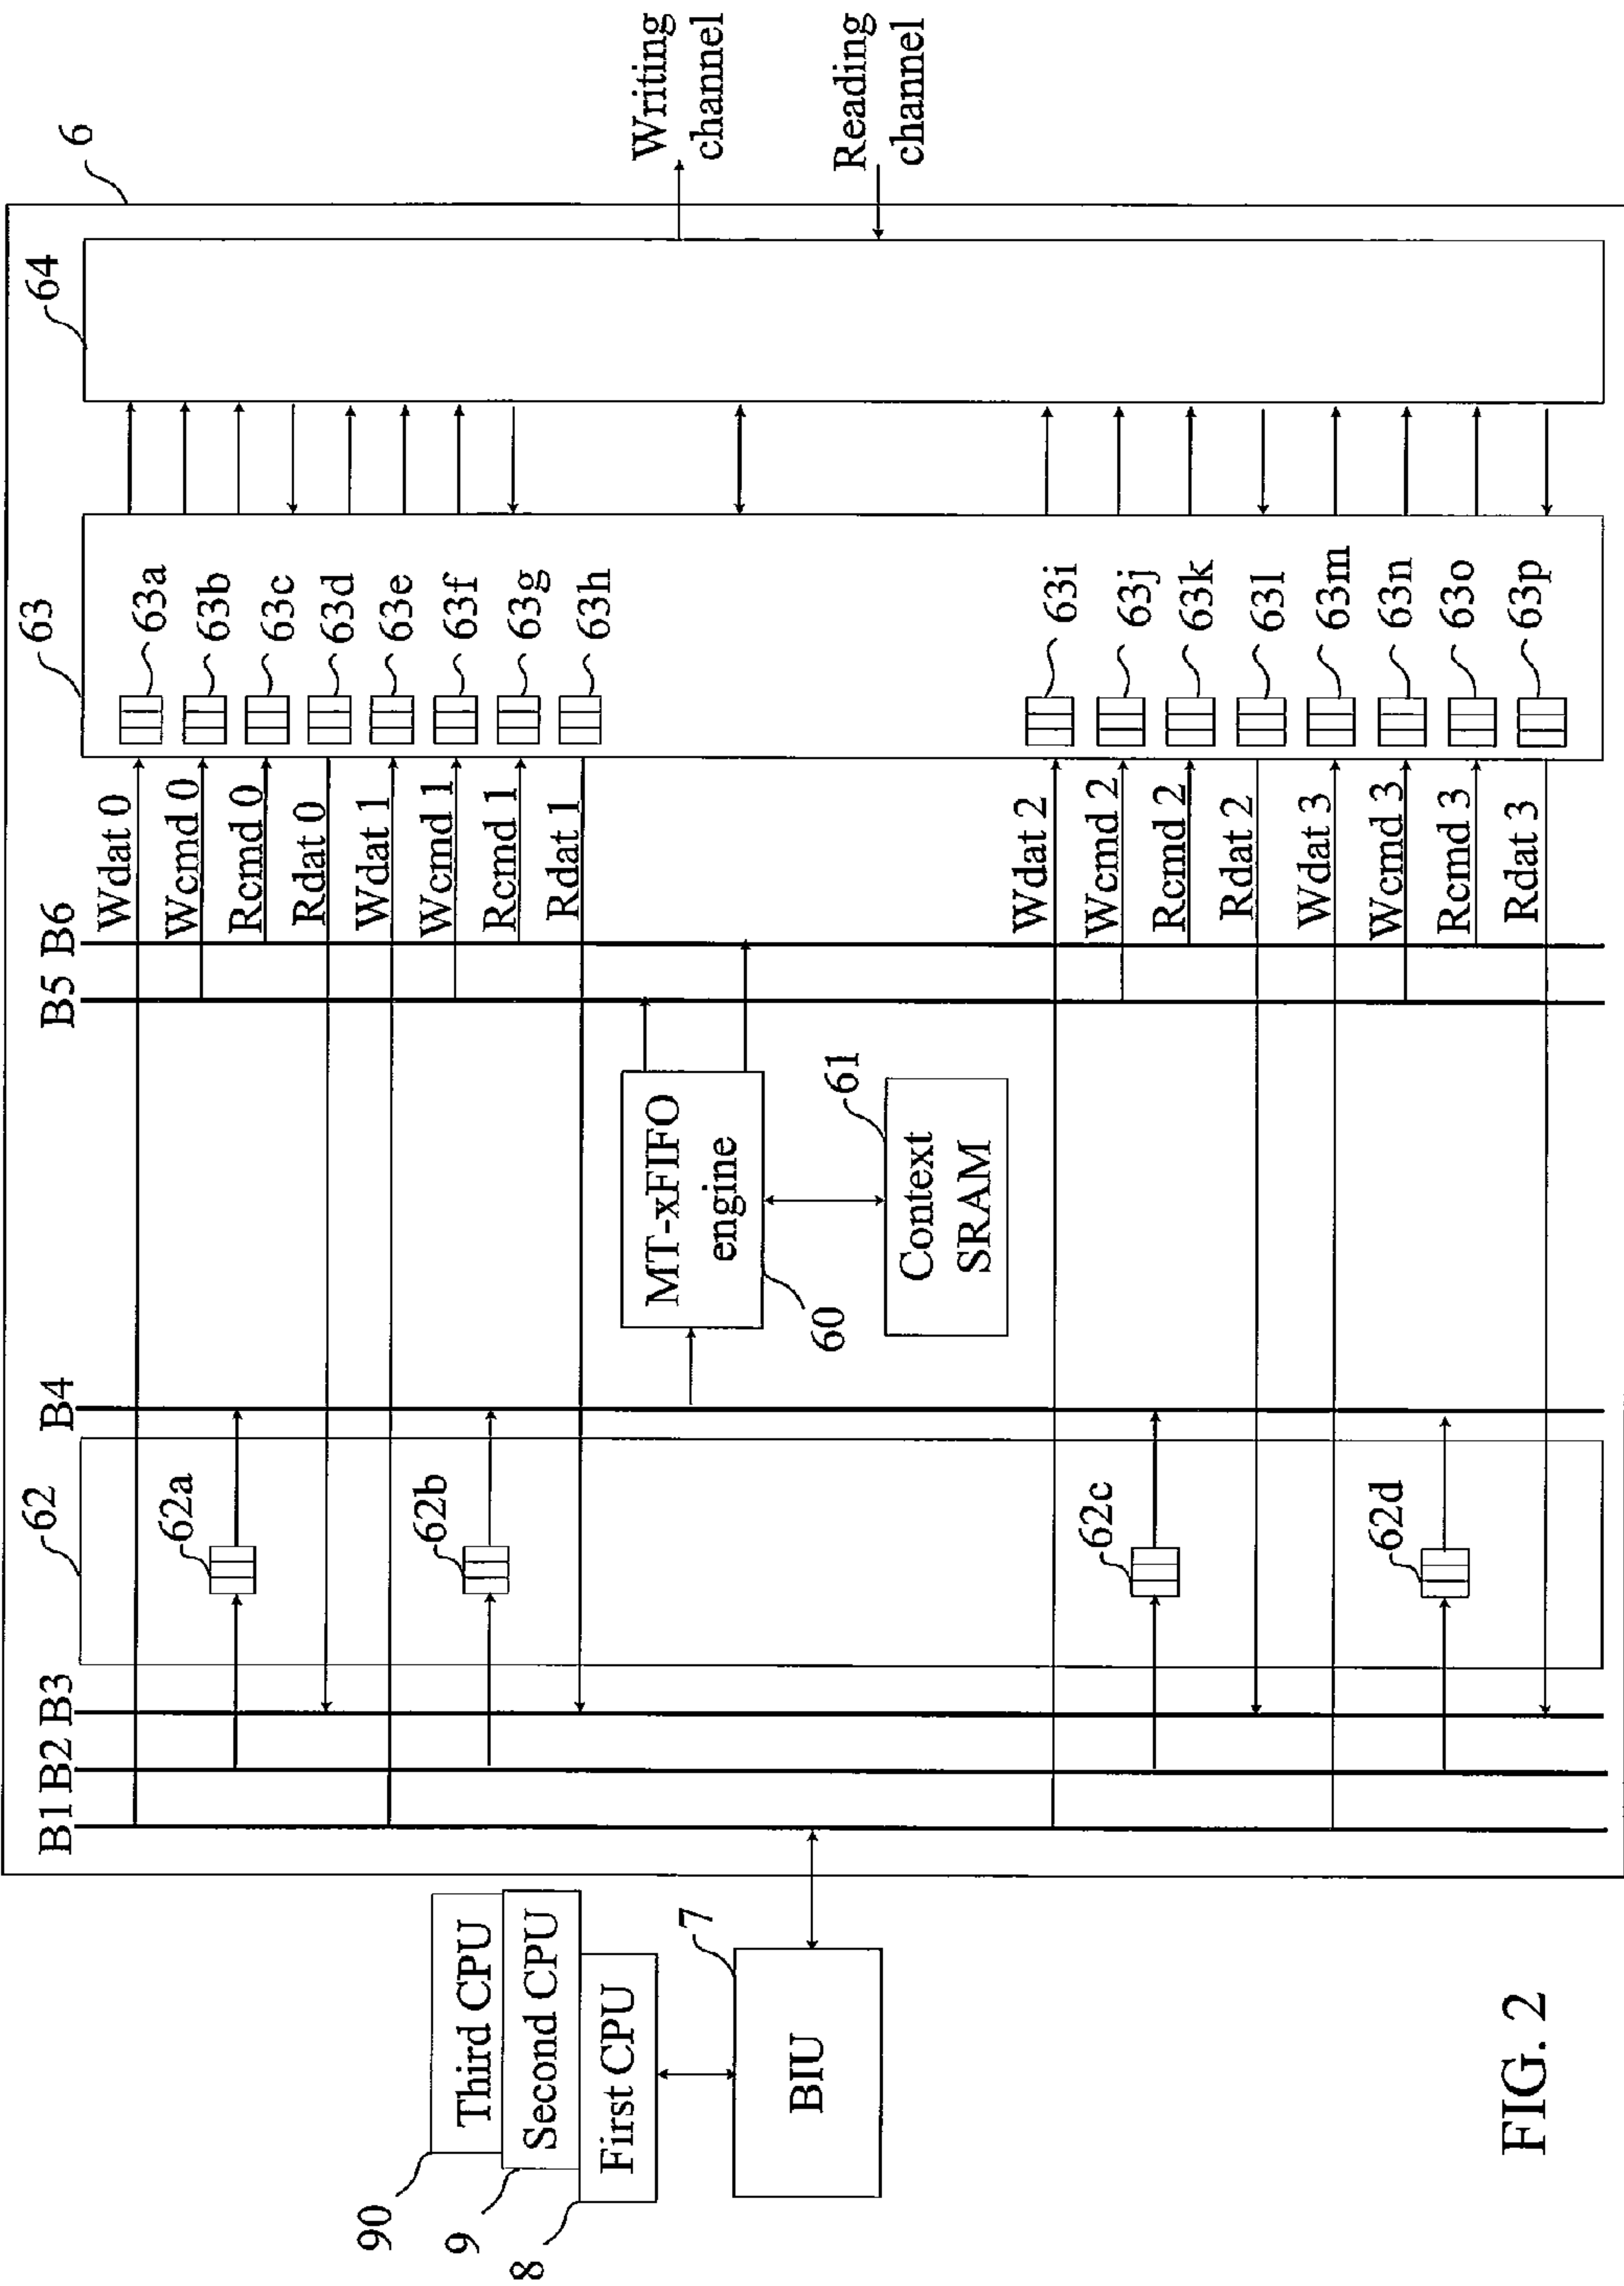 6
62
63
64
B1
B2
B3
B4
B5
B6
Wdat 0
63a
62a
Wcmd 0
63b
Rcmd 0
63c
Rdat 0
63d
Wdat 1
63e
62b
Wcmd 1
63f
Rcmd 1
63g
Rdat 1
63h
90
Third CPU
9
Second CPU
8
First CPU
7
BIU
MT-xFIFO
engine
60
61
Context
SRAM
Writing
channel
Reading
channel
Wdat 2
63i
62c
Wcmd 2
63j
Rcmd 2
63k
Rdat 2
63l
Wdat 3
63m
62d
Wcmd 3
63n
Rcmd 3
63o
Rdat 3
63p
FIG. 2